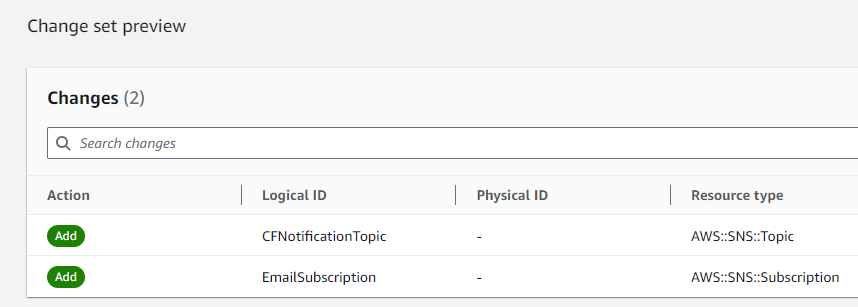 Change set preview
Changes (2)
Search changes
Action Logical ID Physical ID Resource type
Add CFNotificationTopic - AWS::SNS::Topic
Add EmailSubscription - AWS::SNS::Subscription